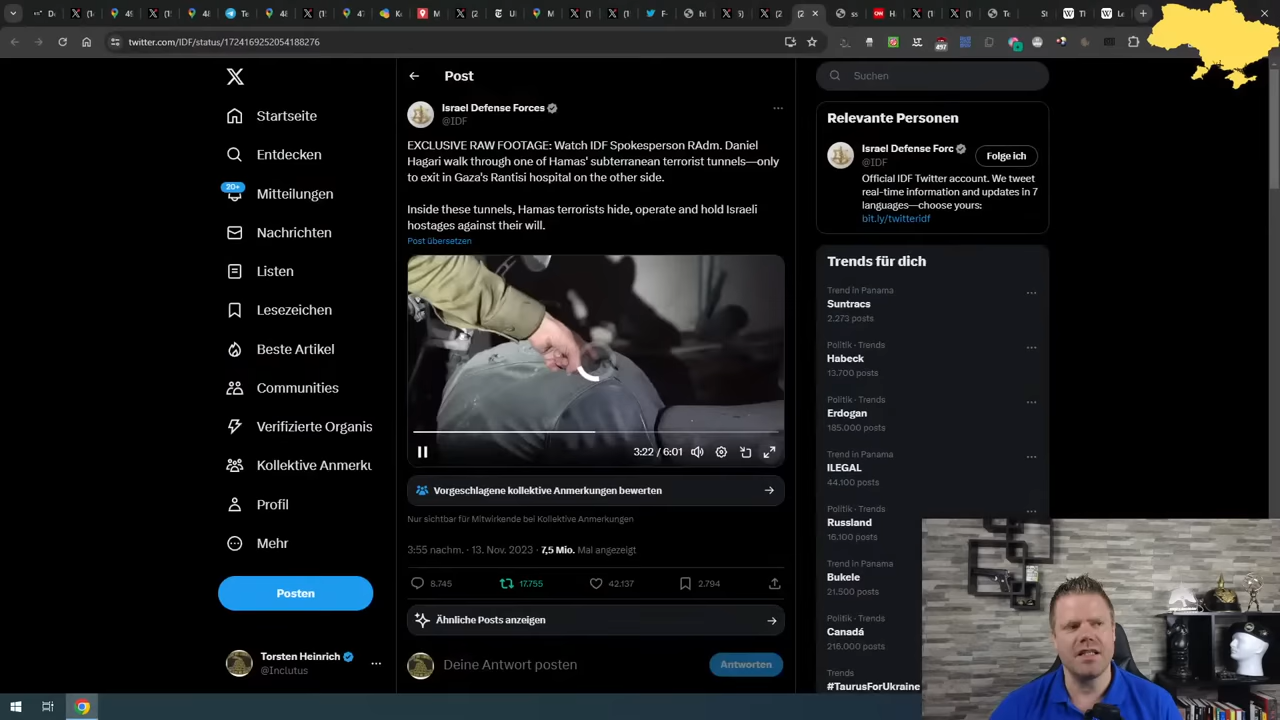 twitter.com/IDF/status/1724169252054188276
497
Startseite
Entdecken
20+
Mitteilungen
Nachrichten
Listen
Lesezeichen
Beste Artikel
Communities
Verifizierte Organis
Kollektive Anmerku
Profil
Mehr
Posten
Torsten Heinrich
@Inclutus
Post
Israel Defense Forces
@IDF
EXCLUSIVE RAW FOOTAGE: Watch IDF Spokesperson RAdm. Daniel
Hagari walk through one of Hamas' subterranean terrorist tunnels—only
to exit in Gaza's Rantisi hospital on the other side.
Inside these tunnels, Hamas terrorists hide, operate and hold Israeli
hostages against their will.
Post übersetzen
3:22 / 6:01
Vorgeschlagene kollektive Anmerkungen bewerten
Nur sichtbar für Mitwirkende bei Kollektive Anmerkungen
3:55 nachm. · 13. Nov. 2023 · 7,5 Mio. Mal angezeigt
8.745 17.755 42.137 2.794
Ähnliche Posts anzeigen
Deine Antwort posten
Antworten
Suchen
Relevante Personen
Israel Defense Forc
@IDF
Folge ich
Official IDF Twitter account. We tweet
real-time information and updates in 7
languages—choose yours:
bit.ly/twitteridf
Trends für dich
Trend in Panama
Suntracs
2.273 posts
Politik · Trends
Habeck
13.700 posts
Politik · Trends
Erdogan
185.000 posts
Trend in Panama
ILEGAL
44.100 posts
Politik · Trends
Russland
16.100 posts
Trend in Panama
Bukele
21.500 posts
Politik · Trends
Canadá
216.000 posts
Trends
#TaurusForUkraine